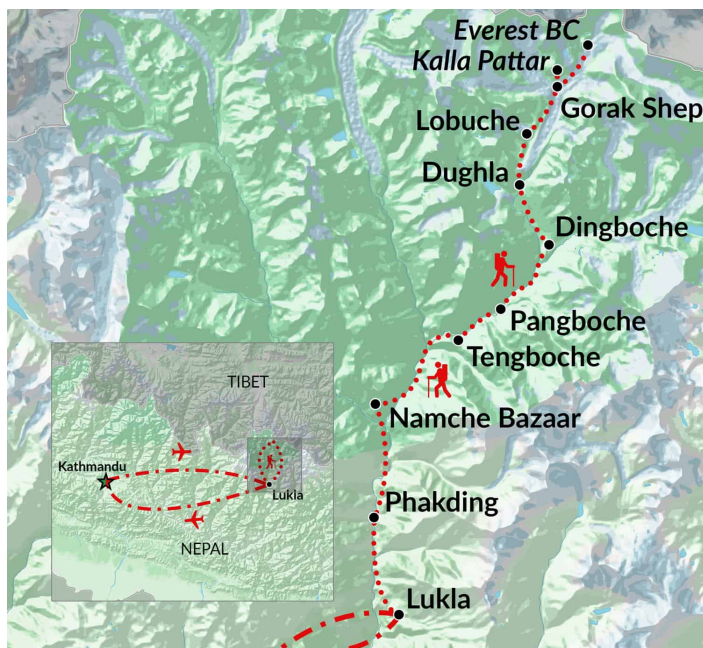 Everest BC
Kalla Pattar
Gorak Shep
Lobuche
Dughla
Dingboche
Pangboche
Tengboche
Namche Bazaar
Phakding
Lukla
TIBET
Kathmandu
Lukla
NEPAL